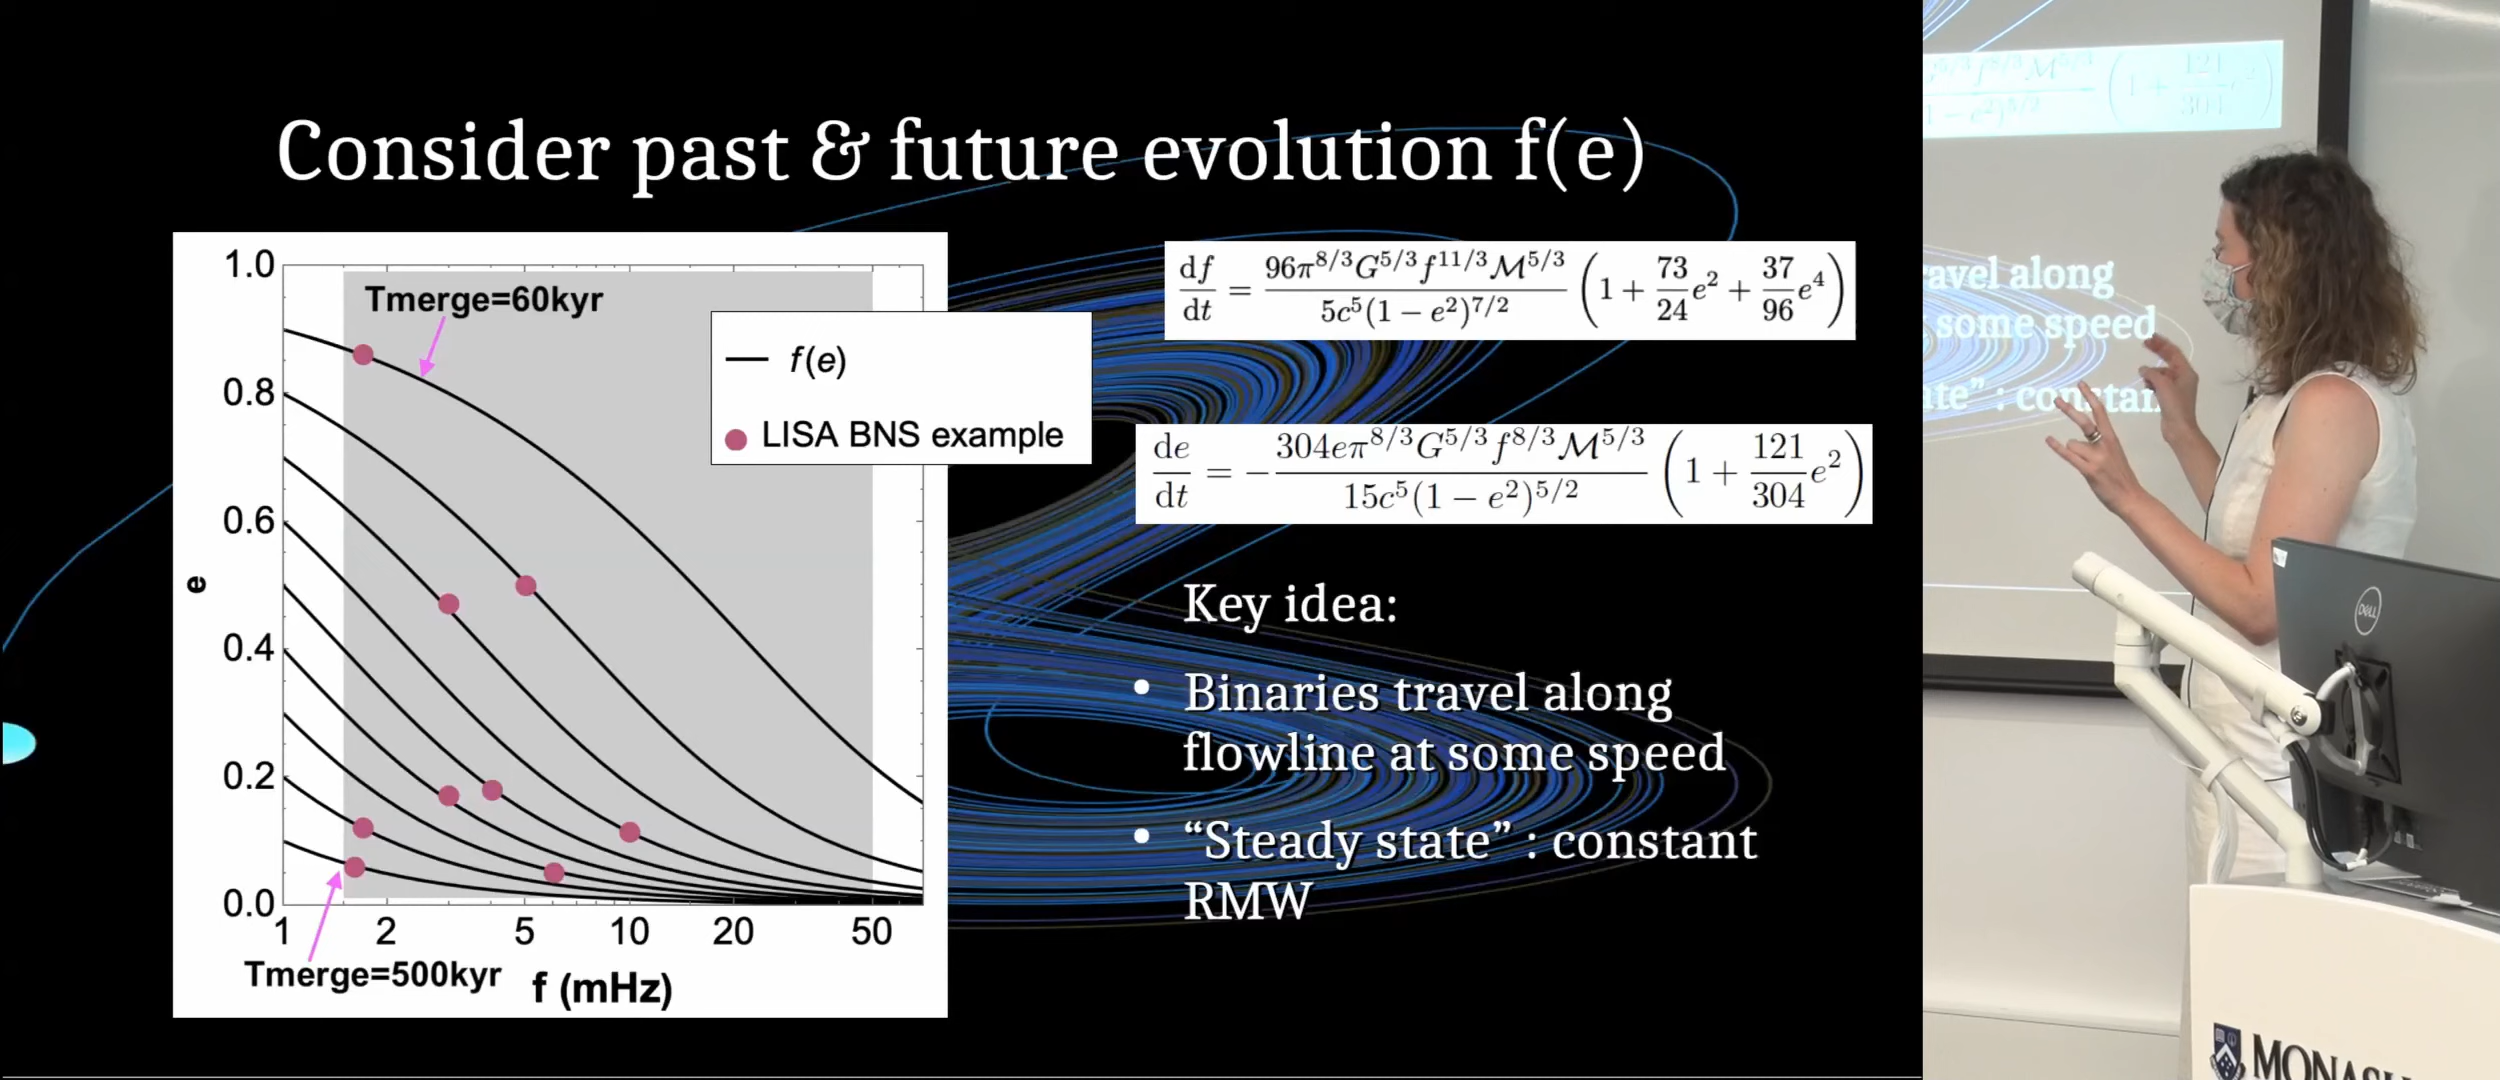 Consider past & future evolution f(e)
1.0
0.8
0.6
0.4
0.2
0.0
e
Tmerge=60kyr
f(e)
LISA BNS example
1 2 5 10 20 50
Tmerge=500kyr
f (mHz)
df/dt = 96π^{8/3}G^{5/3}f^{11/3}ℳ^{5/3} / 5c^5(1 − e^2)^{7/2} (1 + 73/24 e^2 + 37/96 e^4)
de/dt = − 304eπ^{8/3}G^{5/3}f^{8/3}ℳ^{5/3} / 15c^5(1 − e^2)^{5/2} (1 + 121/304 e^2)
Key idea:
• Binaries travel along
flowline at some speed
• “Steady state” : constant
RMW
avel along
some speed
ate” : constan
DELL
MONASH